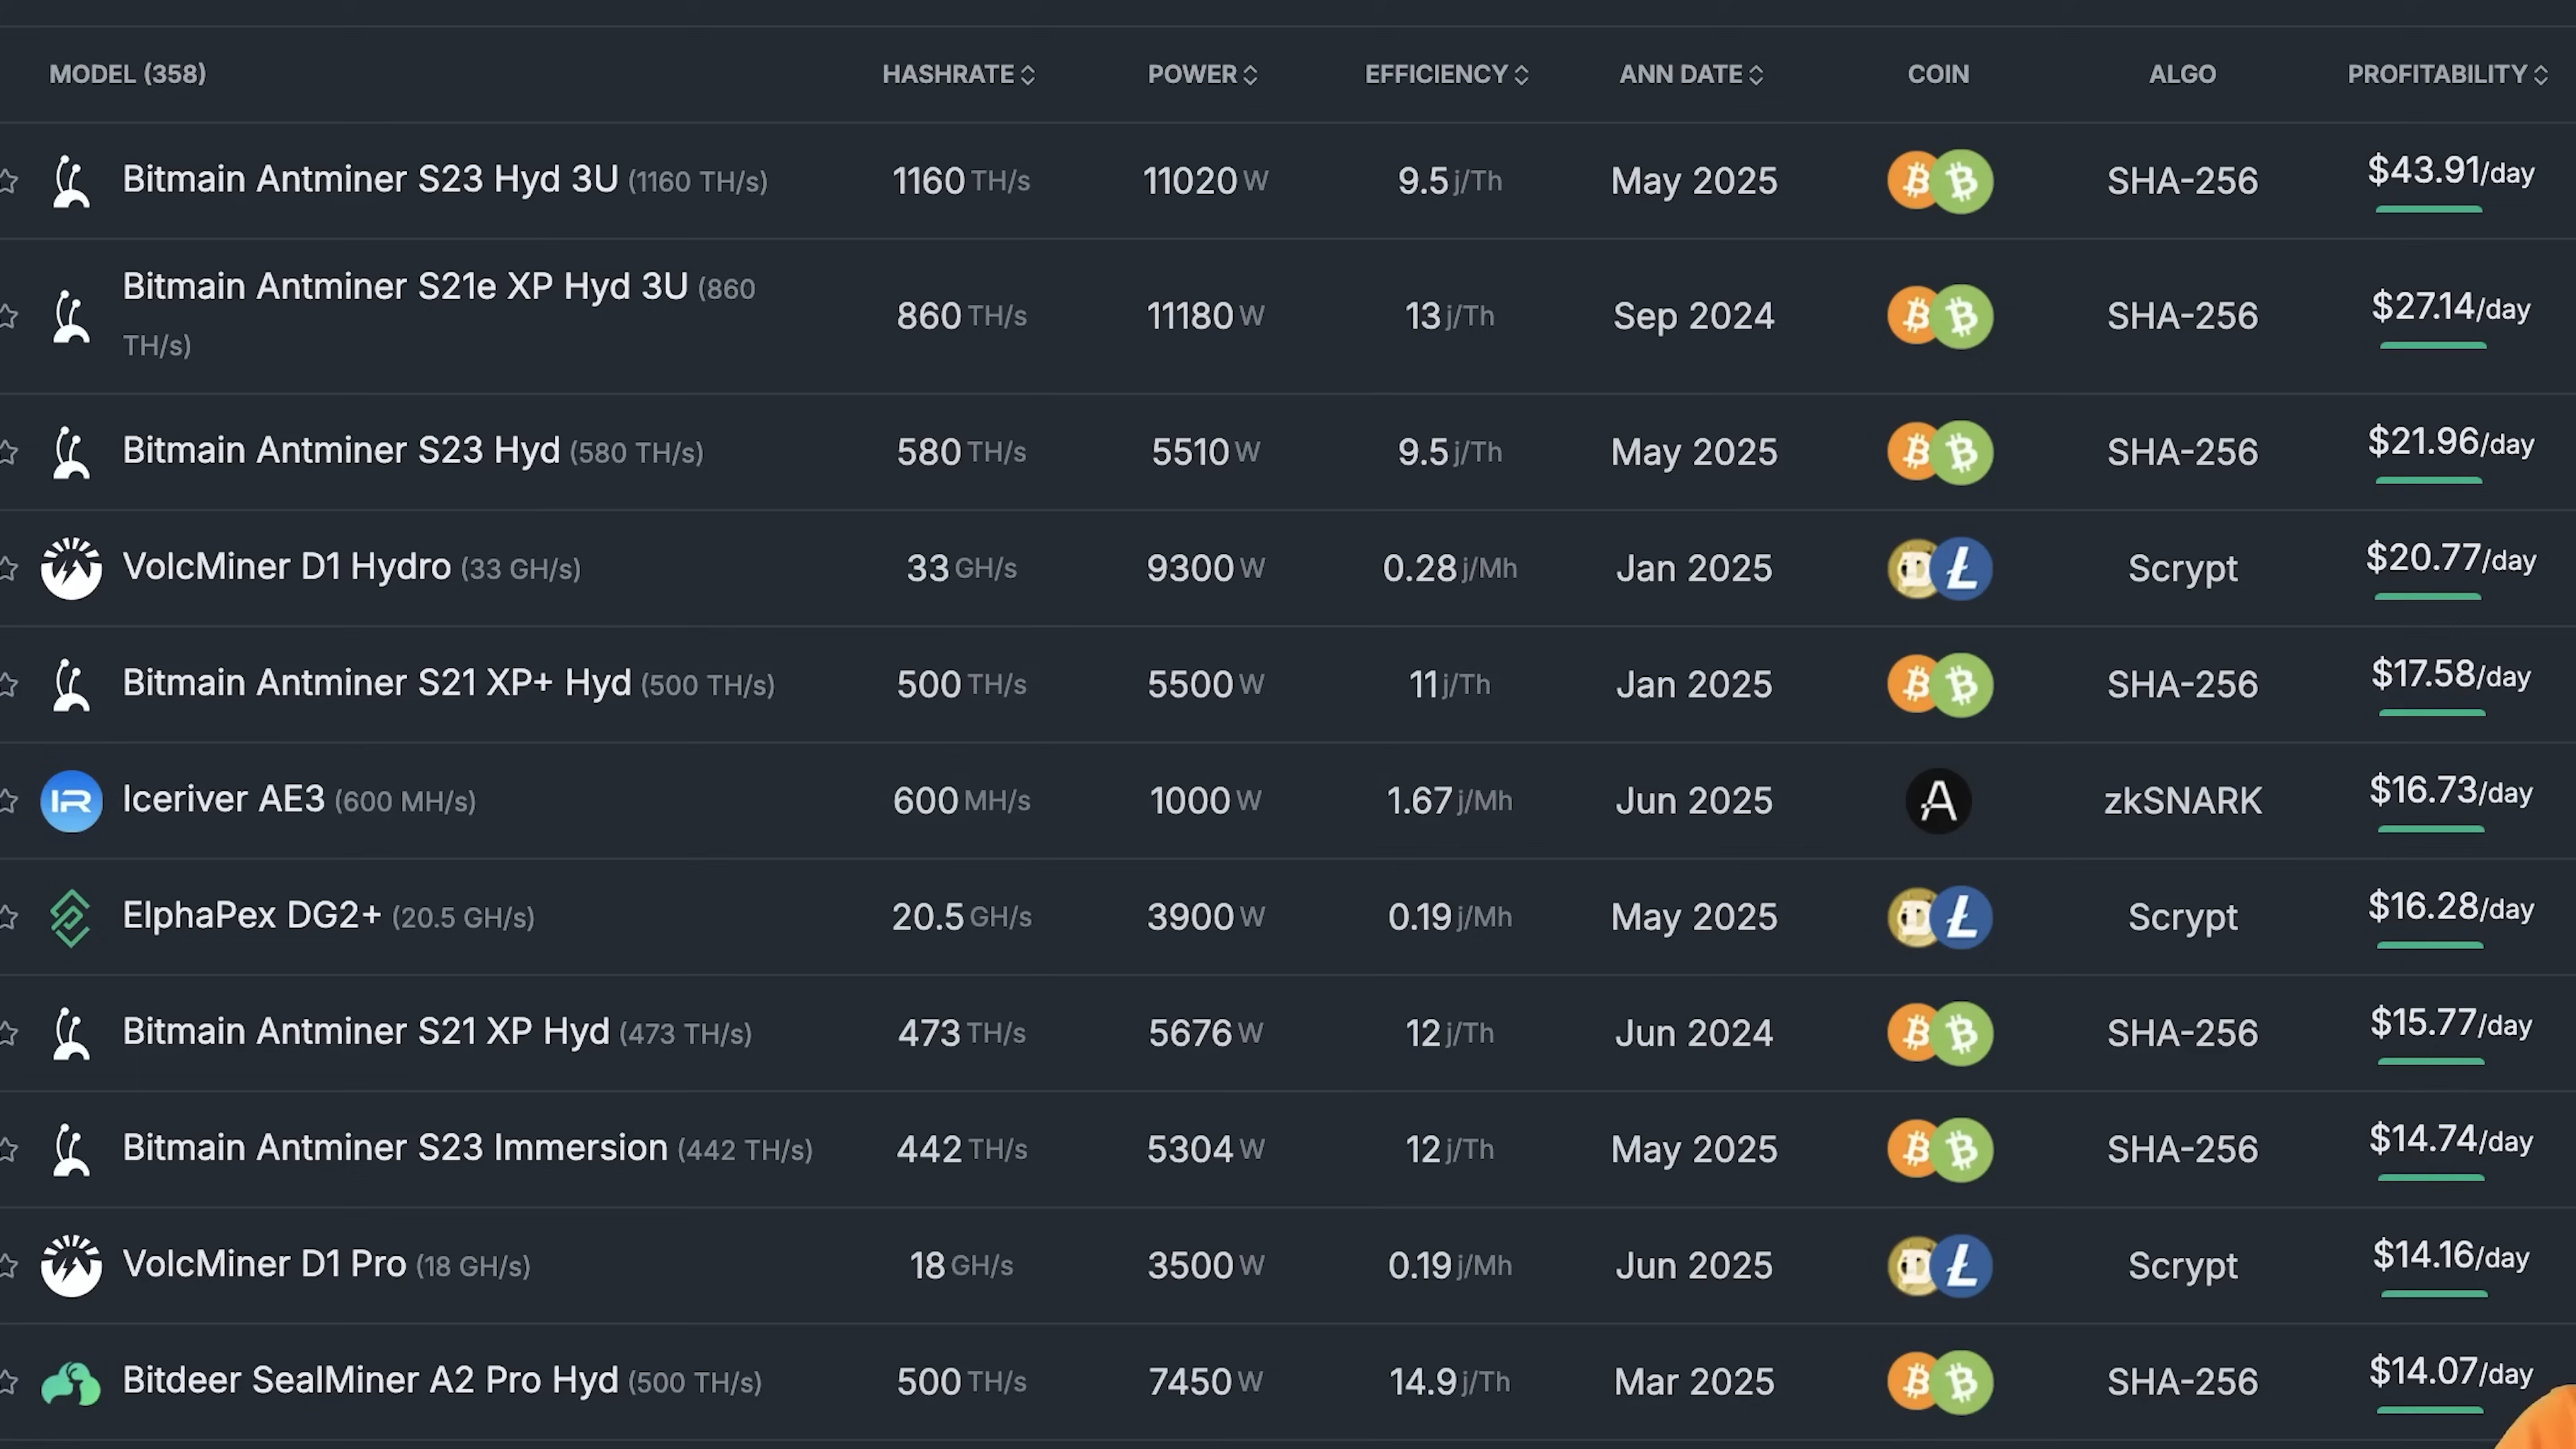 MODEL (358) HASHRATE POWER EFFICIENCY ANN DATE COIN ALGO PROFITABILITY
Bitmain Antminer S23 Hyd 3U (1160 TH/s) 1160 TH/s 11020 W 9.5 j/Th May 2025 SHA-256 $43.91/day
Bitmain Antminer S21e XP Hyd 3U (860
TH/s) 860 TH/s 11180 W 13 j/Th Sep 2024 SHA-256 $27.14/day
Bitmain Antminer S23 Hyd (580 TH/s) 580 TH/s 5510 W 9.5 j/Th May 2025 SHA-256 $21.96/day
VolcMiner D1 Hydro (33 GH/s) 33 GH/s 9300 W 0.28 j/Mh Jan 2025 Scrypt $20.77/day
Bitmain Antminer S21 XP+ Hyd (500 TH/s) 500 TH/s 5500 W 11 j/Th Jan 2025 SHA-256 $17.58/day
IR Iceriver AE3 (600 MH/s) 600 MH/s 1000 W 1.67 j/Mh Jun 2025 zkSNARK $16.73/day
ElphaPex DG2+ (20.5 GH/s) 20.5 GH/s 3900 W 0.19 j/Mh May 2025 Scrypt $16.28/day
Bitmain Antminer S21 XP Hyd (473 TH/s) 473 TH/s 5676 W 12 j/Th Jun 2024 SHA-256 $15.77/day
Bitmain Antminer S23 Immersion (442 TH/s) 442 TH/s 5304 W 12 j/Th May 2025 SHA-256 $14.74/day
VolcMiner D1 Pro (18 GH/s) 18 GH/s 3500 W 0.19 j/Mh Jun 2025 Scrypt $14.16/day
Bitdeer SealMiner A2 Pro Hyd (500 TH/s) 500 TH/s 7450 W 14.9 j/Th Mar 2025 SHA-256 $14.07/day